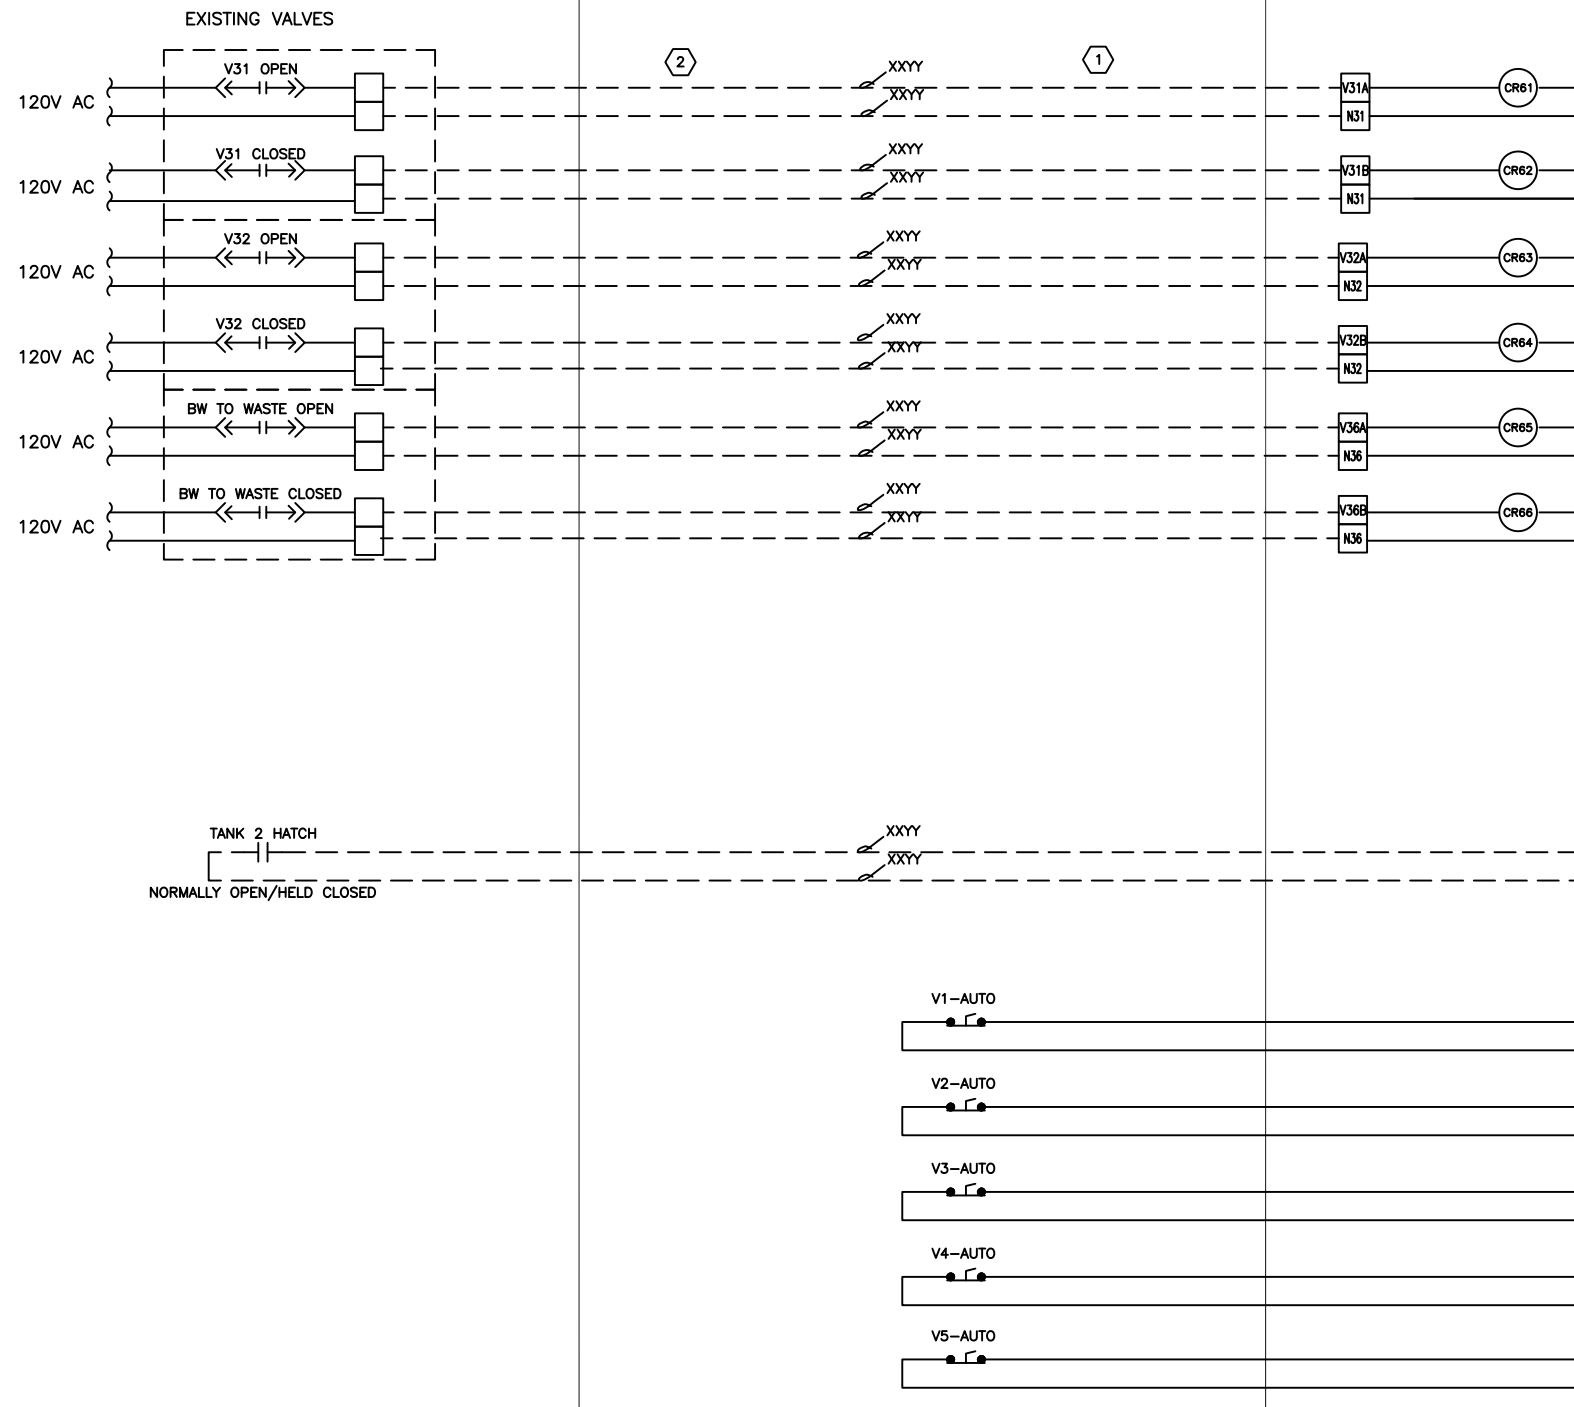 EXISTING VALVES
2
1
V31 OPEN
XXYY
V31A
CR61
120V AC
XXYY
N31
V31 CLOSED
XXYY
V31B
CR62
120V AC
XXYY
N31
V32 OPEN
XXYY
V32A
CR63
120V AC
XXYY
N32
V32 CLOSED
XXYY
V32B
CR64
120V AC
XXYY
N32
BW TO WASTE OPEN
XXYY
V36A
CR65
120V AC
XXYY
N36
BW TO WASTE CLOSED
XXYY
V36B
CR66
120V AC
XXYY
N36
TANK 2 HATCH
XXYY
XXYY
NORMALLY OPEN/HELD CLOSED
V1-AUTO
V2-AUTO
V3-AUTO
V4-AUTO
V5-AUTO